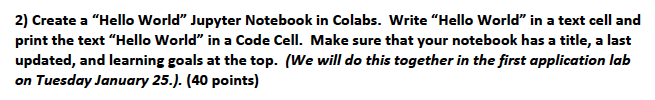 2) Create a “Hello World” Jupyter Notebook in Colabs.  Write “Hello World” in a text cell and
print the text “Hello World” in a Code Cell.  Make sure that your notebook has a title, a last
updated, and learning goals at the top.  (We will do this together in the first application lab
on Tuesday January 25.). (40 points)